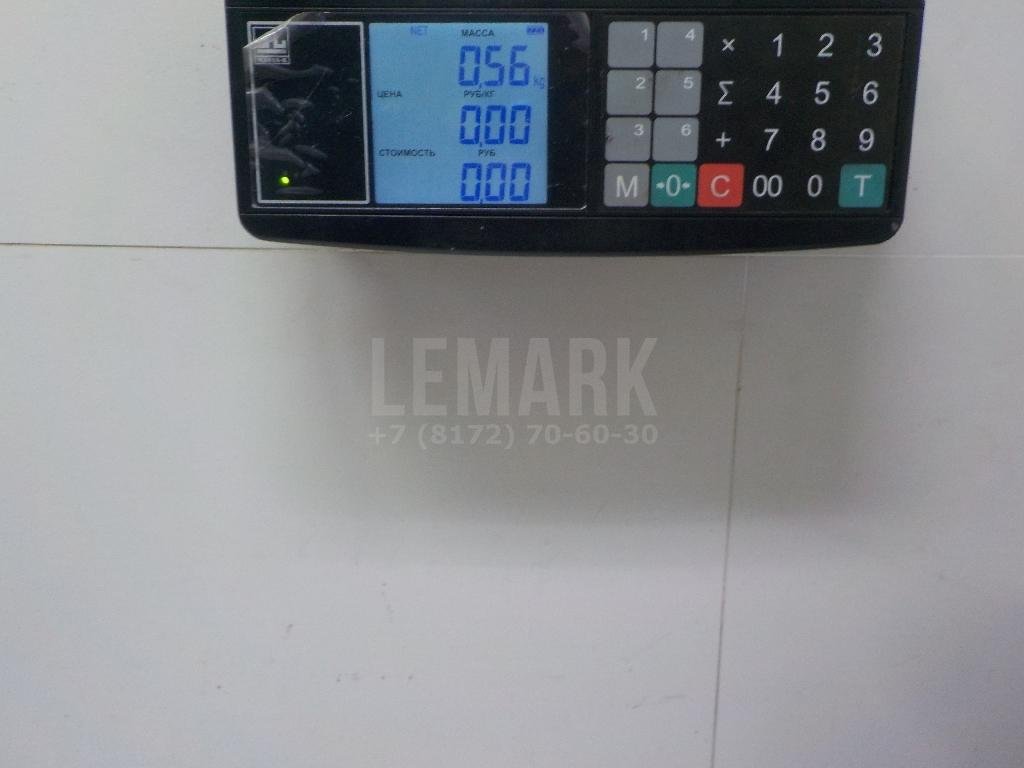 NET МАССА
0,56 kg
ЦЕНА РУБ/КГ
0,00
СТОИМОСТЬ РУБ
0,00
1 4 × 1 2 3
2 5 Σ 4 5 6
3 6 + 7 8 9
M →0← C 00 0 T
LEMARK
+7 (8172) 70-60-30